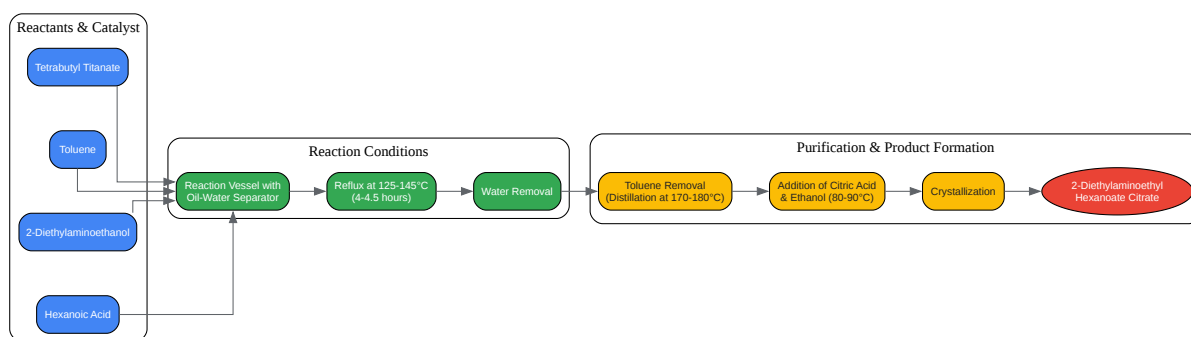 Reactants & Catalyst
Tetrabutyl Titanate
Toluene
2-Diethylaminoethanol
Hexanoic Acid
Reaction Conditions
Reaction Vessel with
Oil-Water Separator
Reflux at 125-145°C
(4-4.5 hours)
Water Removal
Purification & Product Formation
Toluene Removal
(Distillation at 170-180°C)
Addition of Citric Acid
& Ethanol (80-90°C)
Crystallization
2-Diethylaminoethyl
Hexanoate Citrate